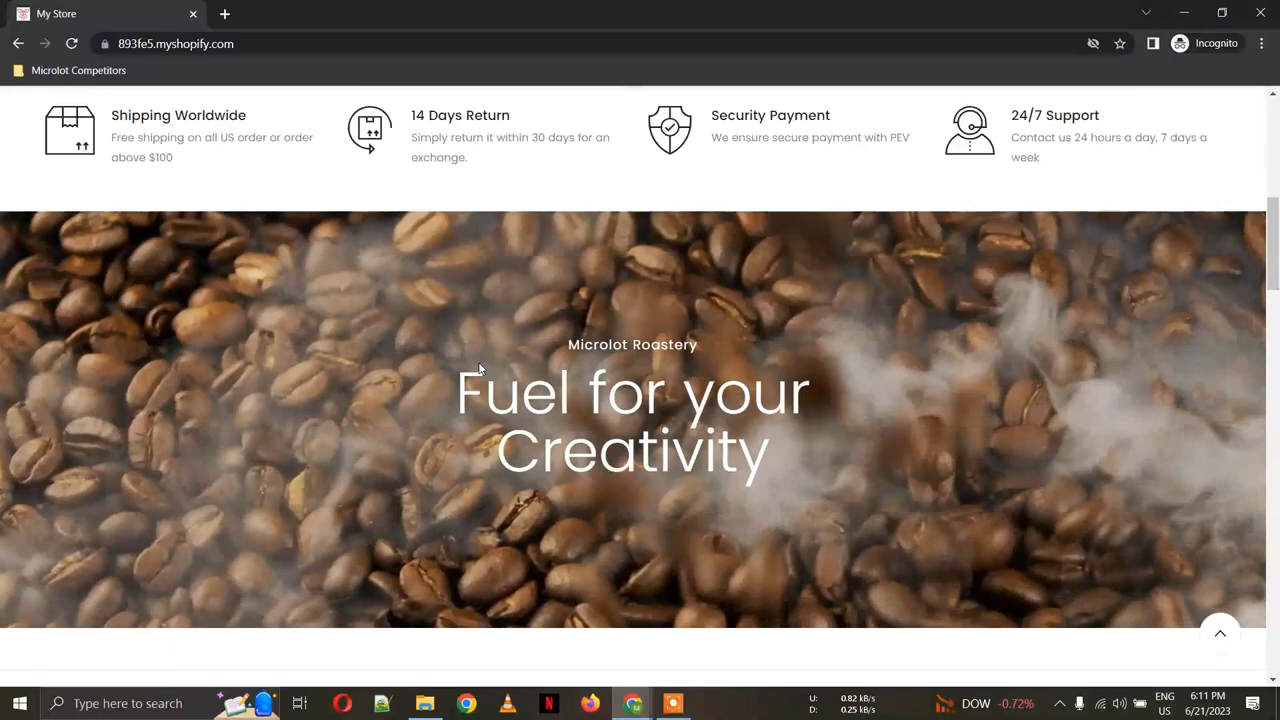 My Store
893fe5.myshopify.com
Incognito
Microlot Competitors
Shipping Worldwide
Free shipping on all US order or order
above $100
14 Days Return
Simply return it within 30 days for an
exchange.
Security Payment
We ensure secure payment with PEV
24/7 Support
Contact us 24 hours a day, 7 days a
week
Microlot Roastery
Fuel for your
Creativity
Type here to search
U: 0.82 kB/s
D: 0.25 kB/s
DOW -0.72%
ENG
US
6:11 PM
6/21/2023